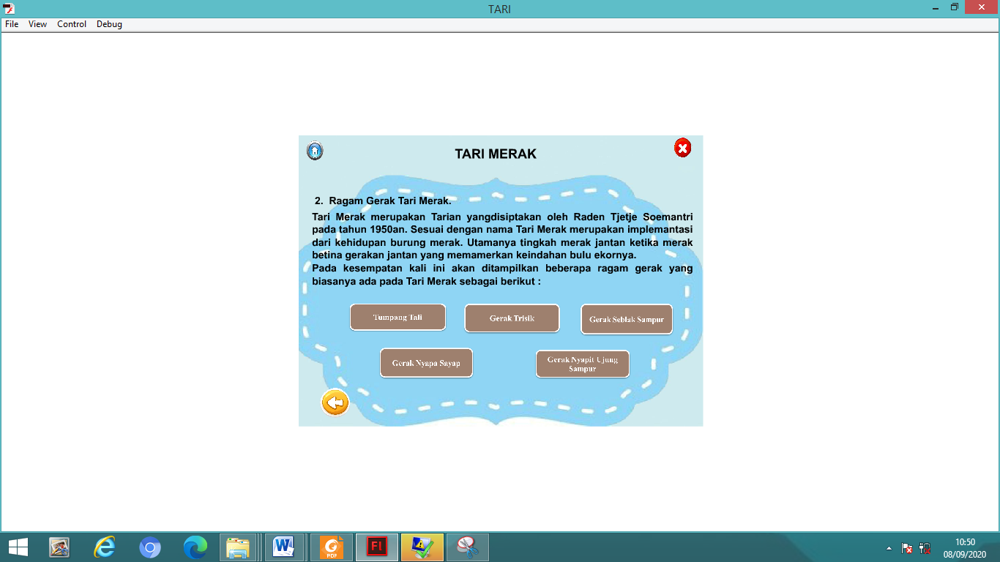 TARI
File View Control Debug
TARI MERAK
2. Ragam Gerak Tari Merak.
Tari Merak merupakan Tarian yangdisiptakan oleh Raden Tjetje Soemantri
pada tahun 1950an. Sesuai dengan nama Tari Merak merupakan implemantasi
dari kehidupan burung merak. Utamanya tingkah merak jantan ketika merak
betina gerakan jantan yang memamerkan keindahan bulu ekornya.
Pada kesempatan kali ini akan ditampilkan beberapa ragam gerak yang
biasanya ada pada Tari Merak sebagai berikut :
Tumpang Tali
Gerak Trisik
Gerak Seblak Sampur
Gerak Nyapa Sayap
Gerak Nyapit Ujung
Sampur
PDF
Fl
10:50
08/09/2020